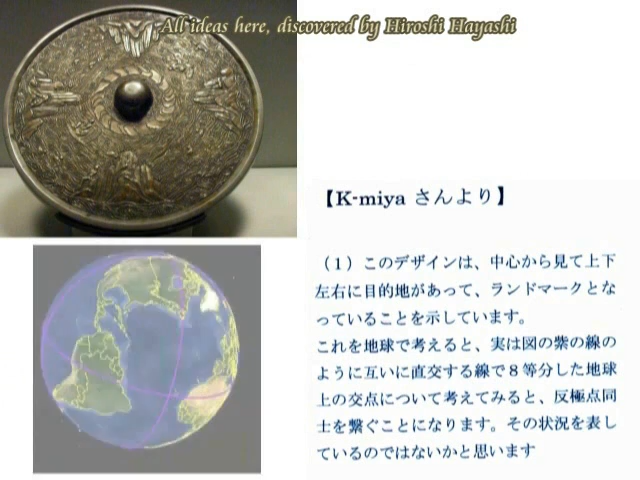 All ideas here, discovered by Hiroshi Hayashi
【K-miya さんより】
（1）このデザインは、中心から見て上下
左右に目的地があって、ランドマークとな
っていることを示しています。
これを地球で考えると、実は図の紫の線の
ように互いに直交する線で８等分した地球
上の交点について考えてみると、反極点同
士を繋ぐことになります。その状況を表し
ているのではないかと思います